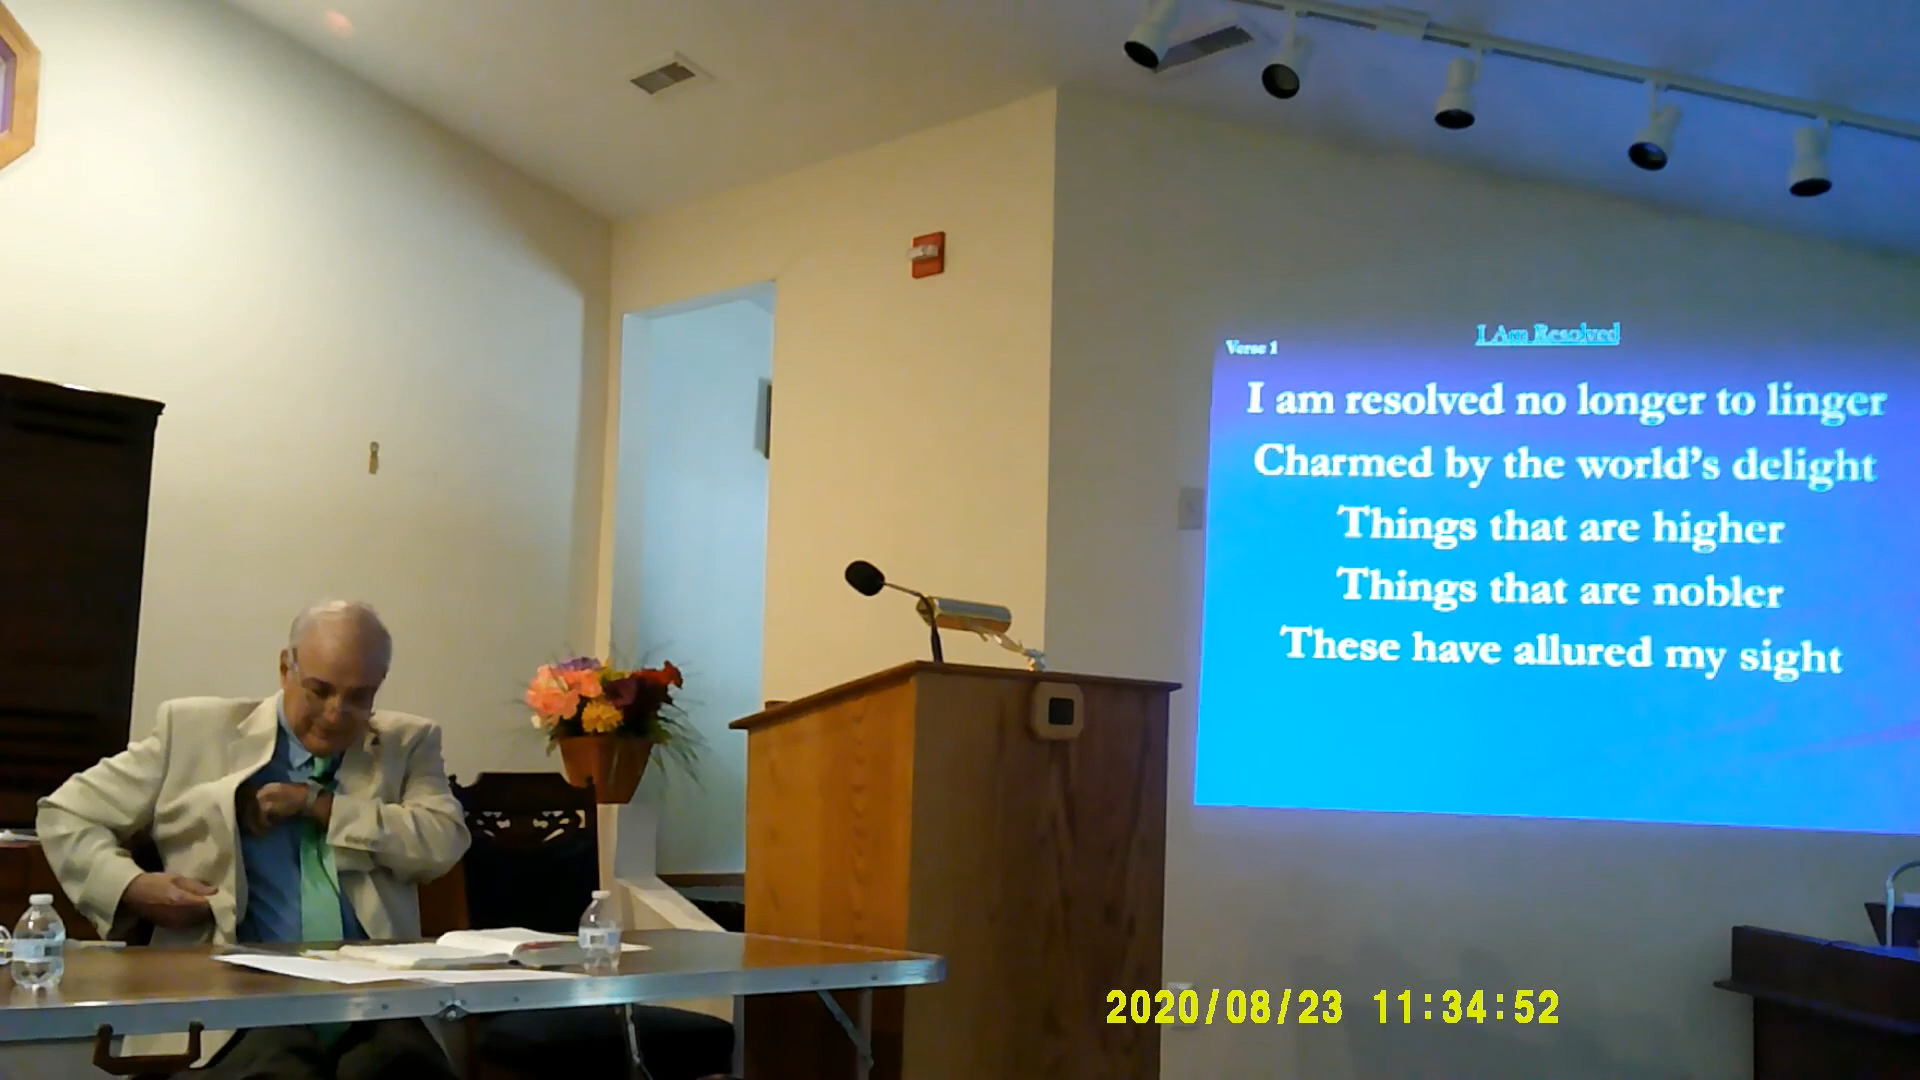 I Am Resolved
Verse 1
I am resolved no longer to linger
Charmed by the world's delight
Things that are higher
Things that are nobler
These have allured my sight
2020/08/23 11:34:52